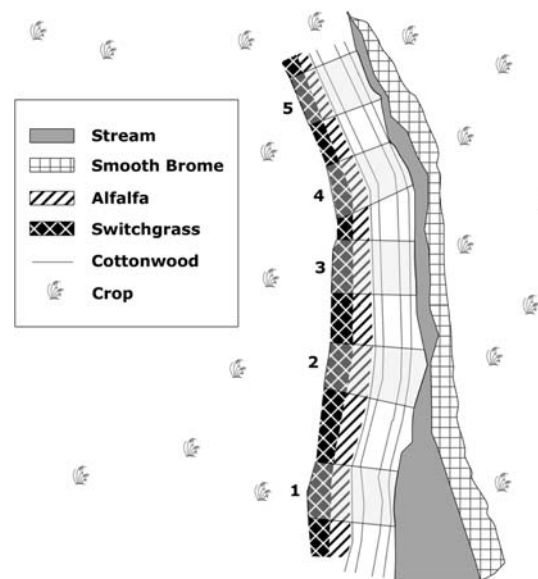 5
Stream
Smooth Brome
Alfalfa
4
Switchgrass
Cottonwood
3
Crop
2
1